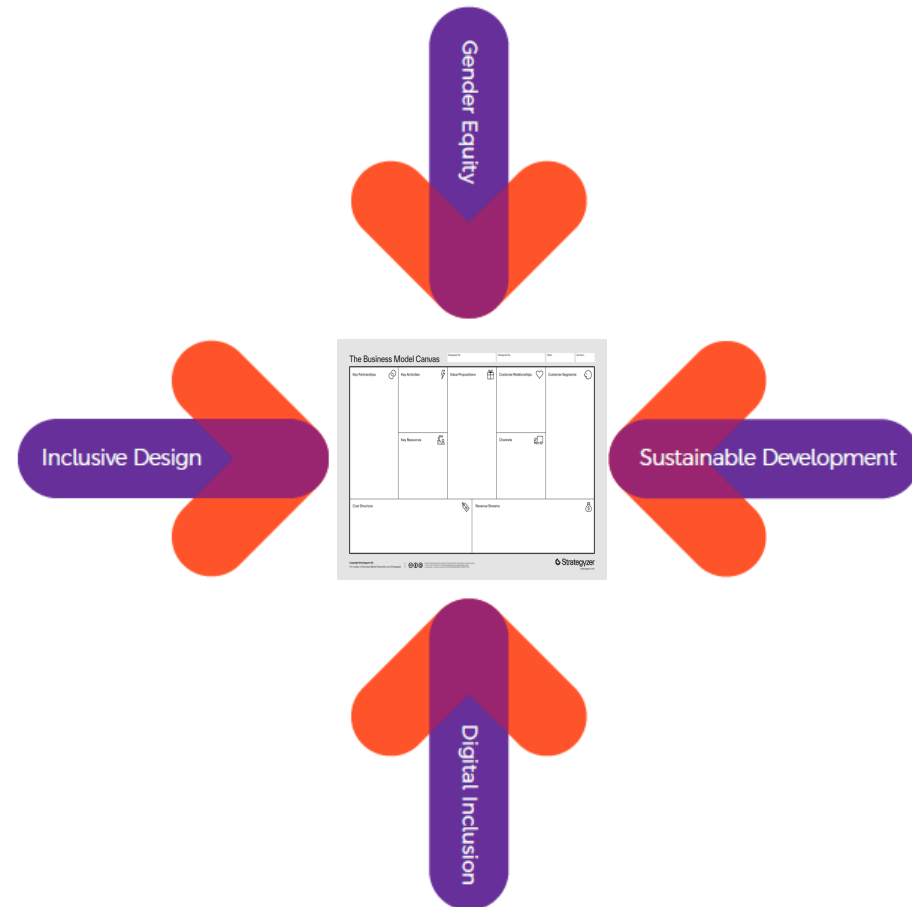 Gender Equity
The Business Model Canvas
Key Partnerships
Key Activities
Value Propositions
Customer Relationships
Customer Segments
Key Resources
Channels
Inclusive Design
Sustainable Development
Cost Structure
Revenue Streams
Strategyzer
Digital Inclusion